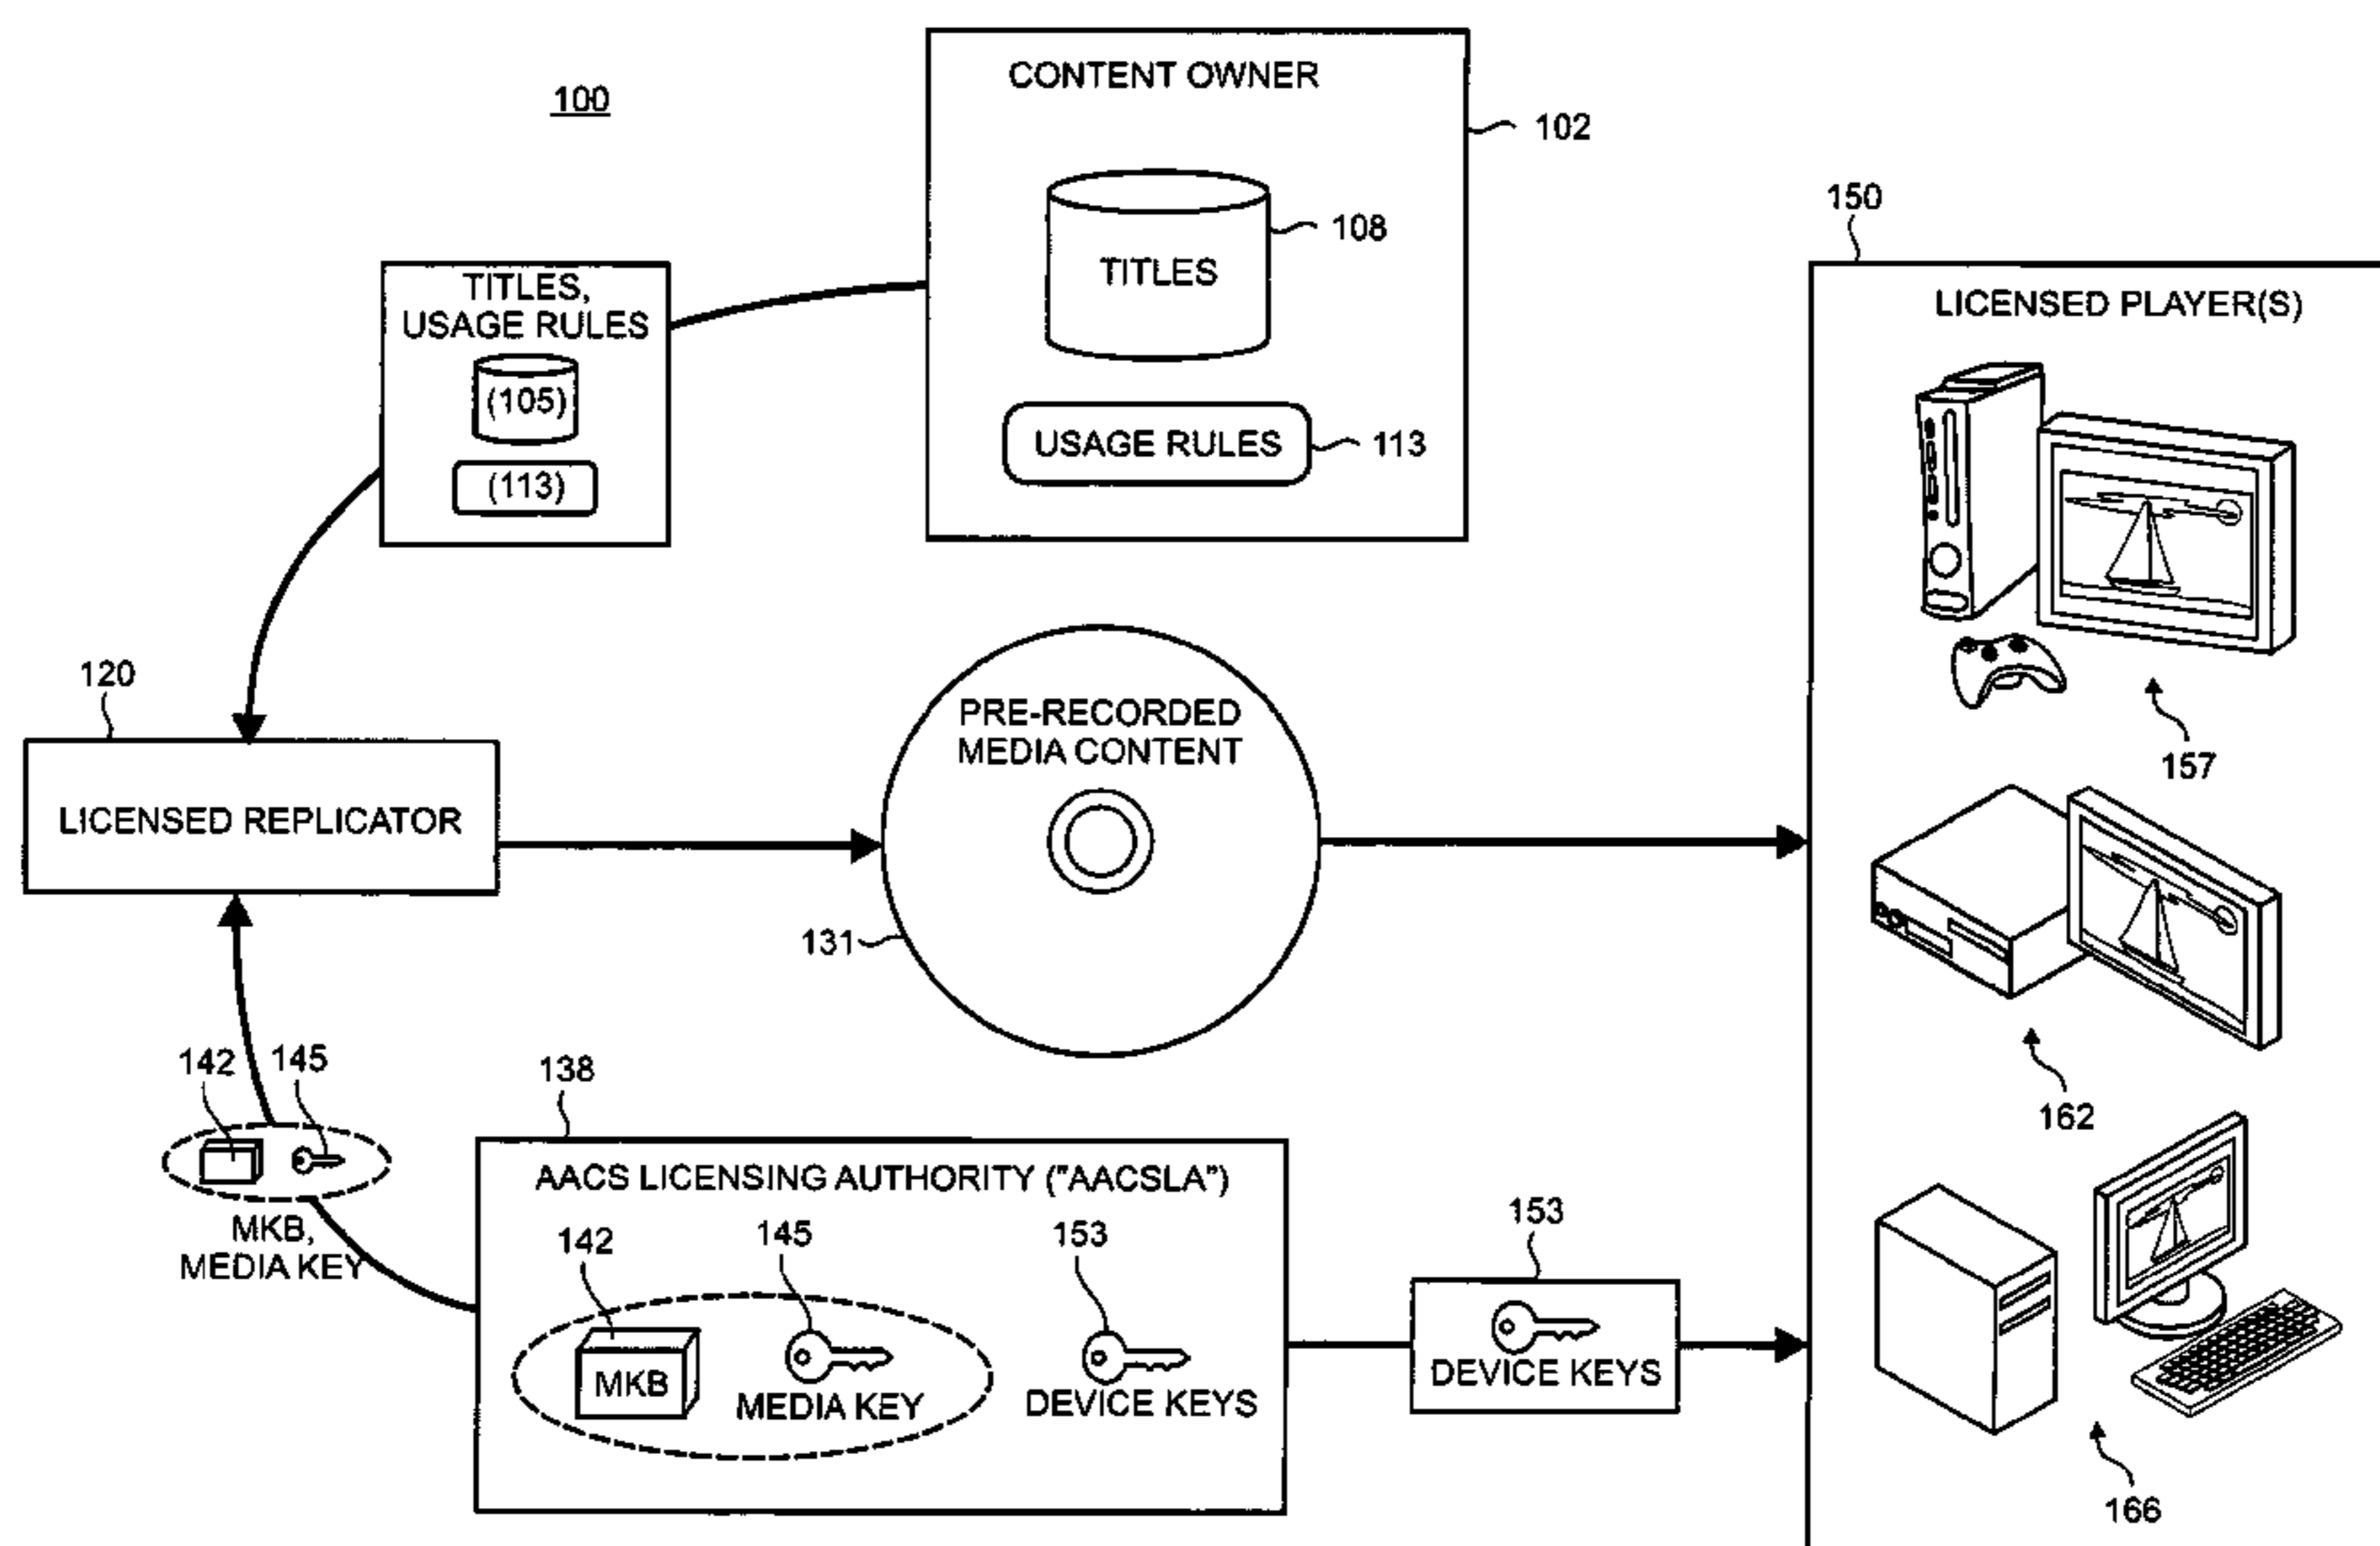 100
CONTENT OWNER
102
TITLES
108
USAGE RULES
113
TITLES,
USAGE RULES
(105)
(113)
150
LICENSED PLAYER(S)
157
162
166
120
LICENSED REPLICATOR
PRE-RECORDED
MEDIA CONTENT
131
142
145
MKB,
MEDIA KEY
138
AACS LICENSING AUTHORITY ("AACSLA")
142
145
153
MKB
MEDIA KEY
DEVICE KEYS
153
DEVICE KEYS